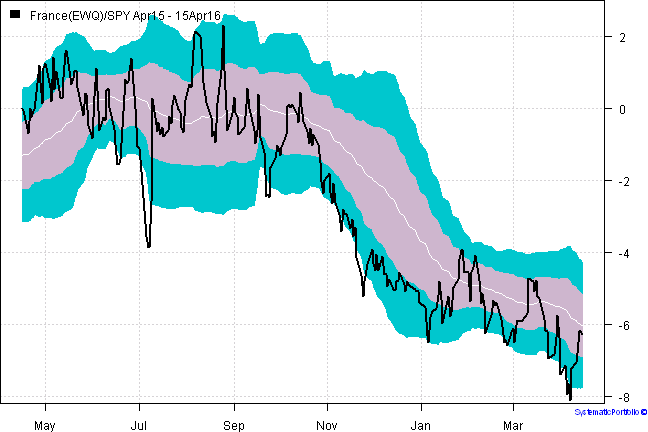 France(EWQ)/SPY Apr15 - 15Apr16
2
0
-2
-4
-6
-8
May Jul Sep Nov Jan Mar
SystematicPortfolio ©